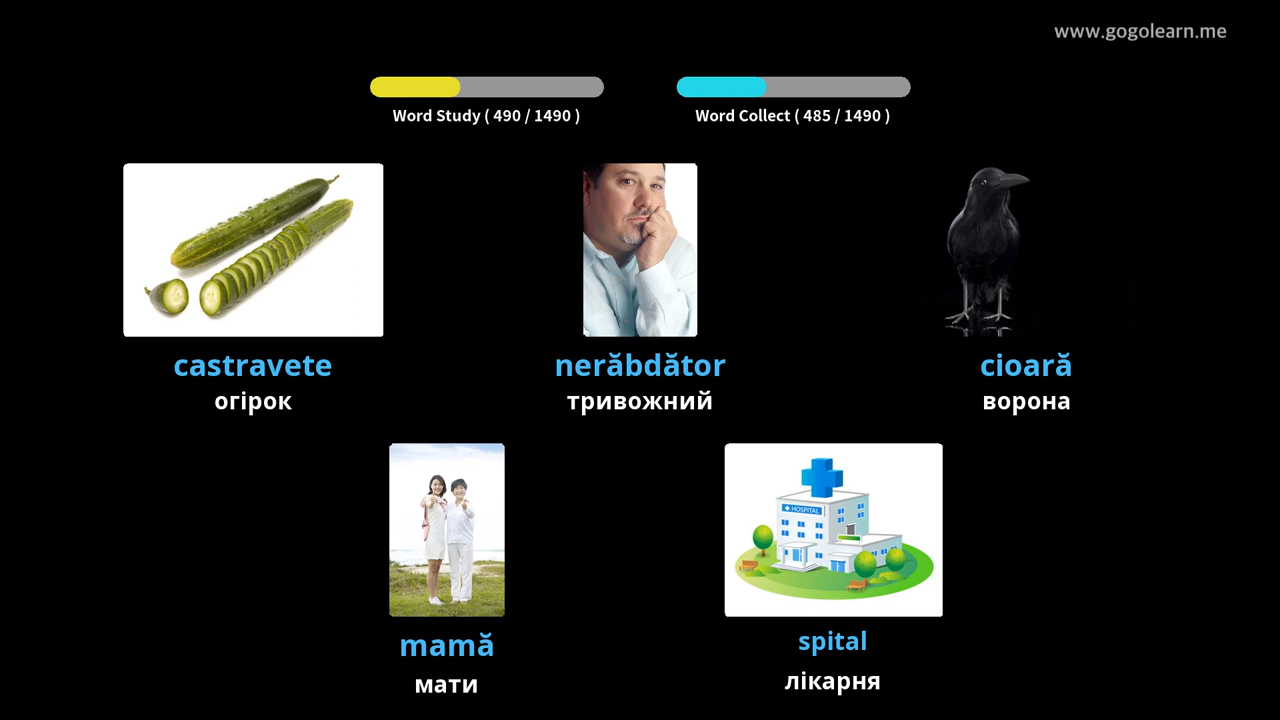 www.gogolearn.me
Word Study ( 490 / 1490 )
Word Collect ( 485 / 1490 )
castravete
nerăbdător
cioară
огірок
тривожний
ворона
HOSPITAL
mamă
spital
мати
лікарня